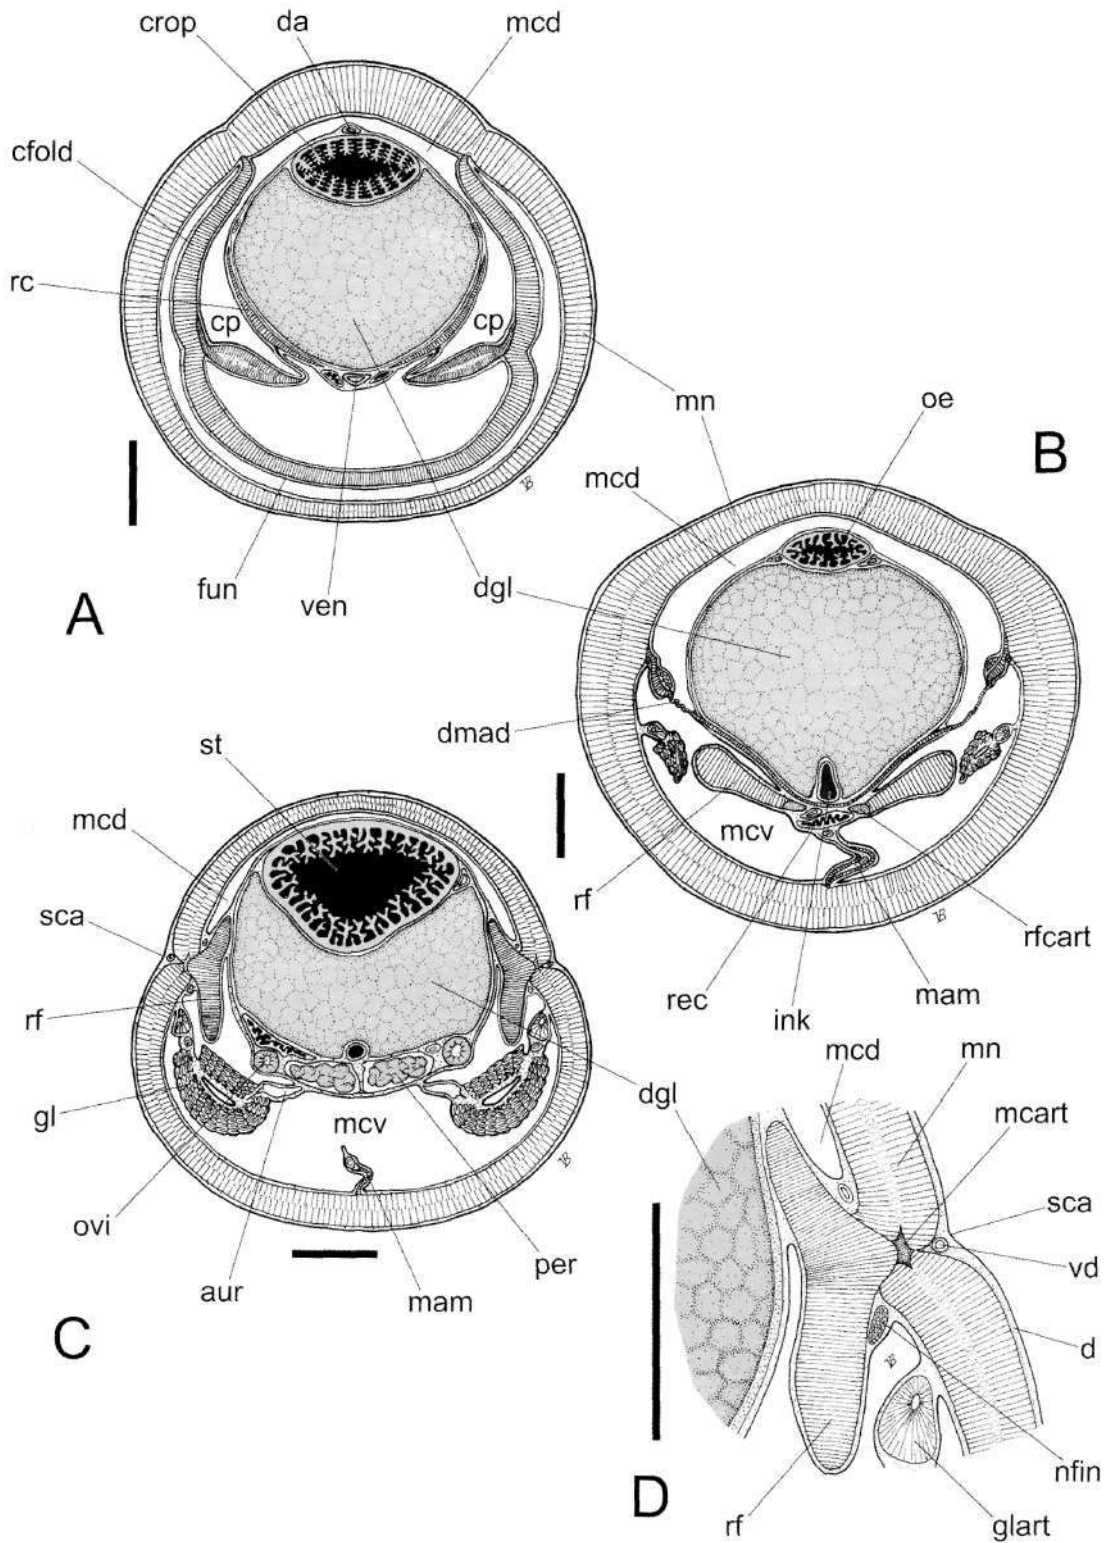 crop da mcd
cfold
rc
cp cp
mn
oe
B
mcd
fun
ven
dgl
A
st
dmad
mcd
mcv
sca
rf
rfcart
rec
ink
mam
rf
mcd
mn
gl
mcv
dgl
mcart
sca
ovi
vd
aur
mam
per
d
C
D
nfin
rf
glart